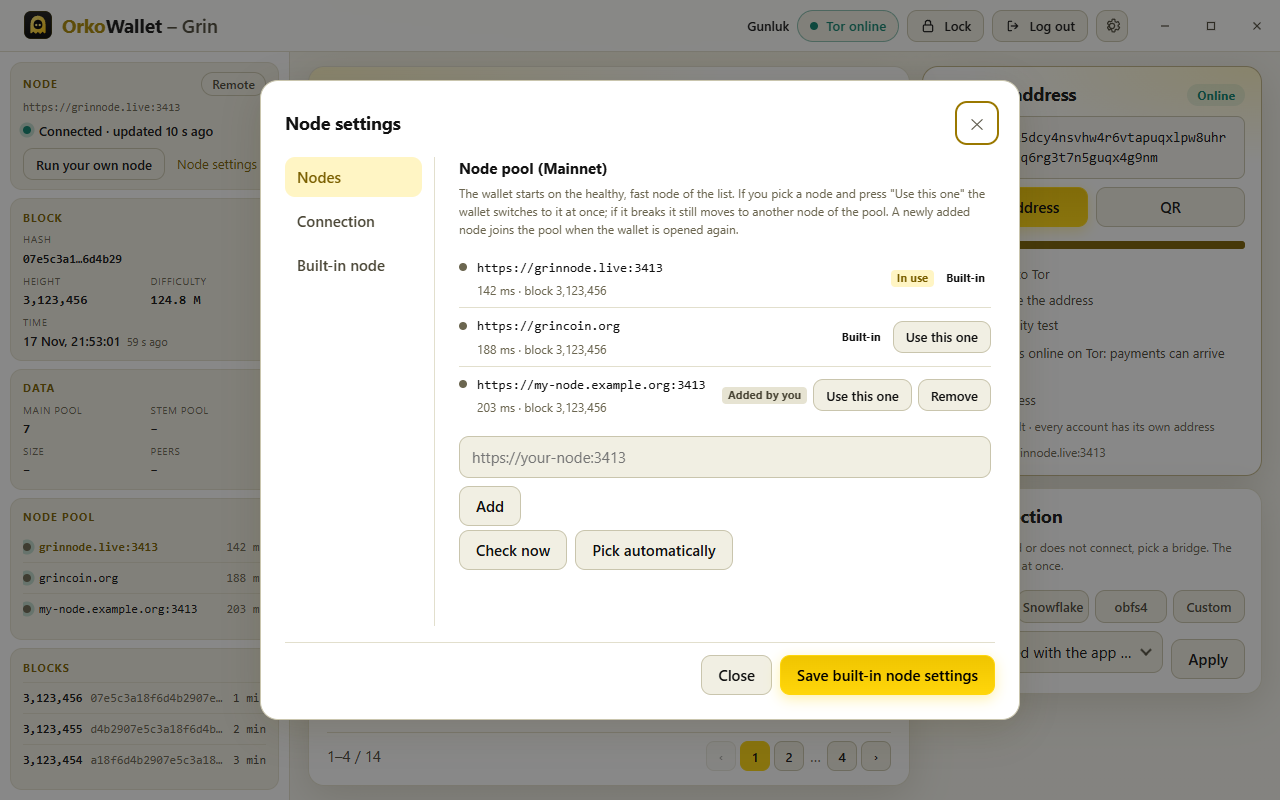 OrkoWallet – Grin
Gunluk
Tor online
Lock
Log out
NODE
Remote
https://grinnode.live:3413
Connected · updated 10 s ago
Run your own node
Node settings
BLOCK
HASH
07e5c3a1…6d4b29
HEIGHT
DIFFICULTY
3,123,456
124.8 M
TIME
17 Nov, 21:53:01 59 s ago
DATA
MAIN POOL
STEM POOL
7
–
SIZE
PEERS
–
–
NODE POOL
grinnode.live:3413 142 m
grincoin.org 188 m
my-node.example.org:3413 203 m
BLOCKS
3,123,456 07e5c3a18f6d4b2907e… 1 mi
3,123,455 d4b2907e5c3a18f6d4b… 2 min
3,123,454 a18f6d4b2907e5c3a18… 3 min
Node settings
Nodes
Connection
Built-in node
Node pool (Mainnet)
The wallet starts on the healthy, fast node of the list. If you pick a node and press "Use this one" the
wallet switches to it at once; if it breaks it still moves to another node of the pool. A newly added
node joins the pool when the wallet is opened again.
https://grinnode.live:3413
142 ms · block 3,123,456
In use
Built-in
https://grincoin.org
188 ms · block 3,123,456
Built-in
Use this one
https://my-node.example.org:3413
203 ms · block 3,123,456
Added by you
Use this one
Remove
https://your-node:3413
Add
Check now
Pick automatically
Close
Save built-in node settings
1–4 / 14
‹
1
2
…
4
›
ddress
Online
5dcy4nsvhw4r6vtapuqxlpw8uhr
q6rg3t7n5guqx4g9nm
ddress
QR
to Tor
e the address
ity test
s online on Tor: payments can arrive
ess
lt · every account has its own address
innode.live:3413
ction
l or does not connect, pick a bridge. The
at once.
Snowflake
obfs4
Custom
d with the app …
Apply